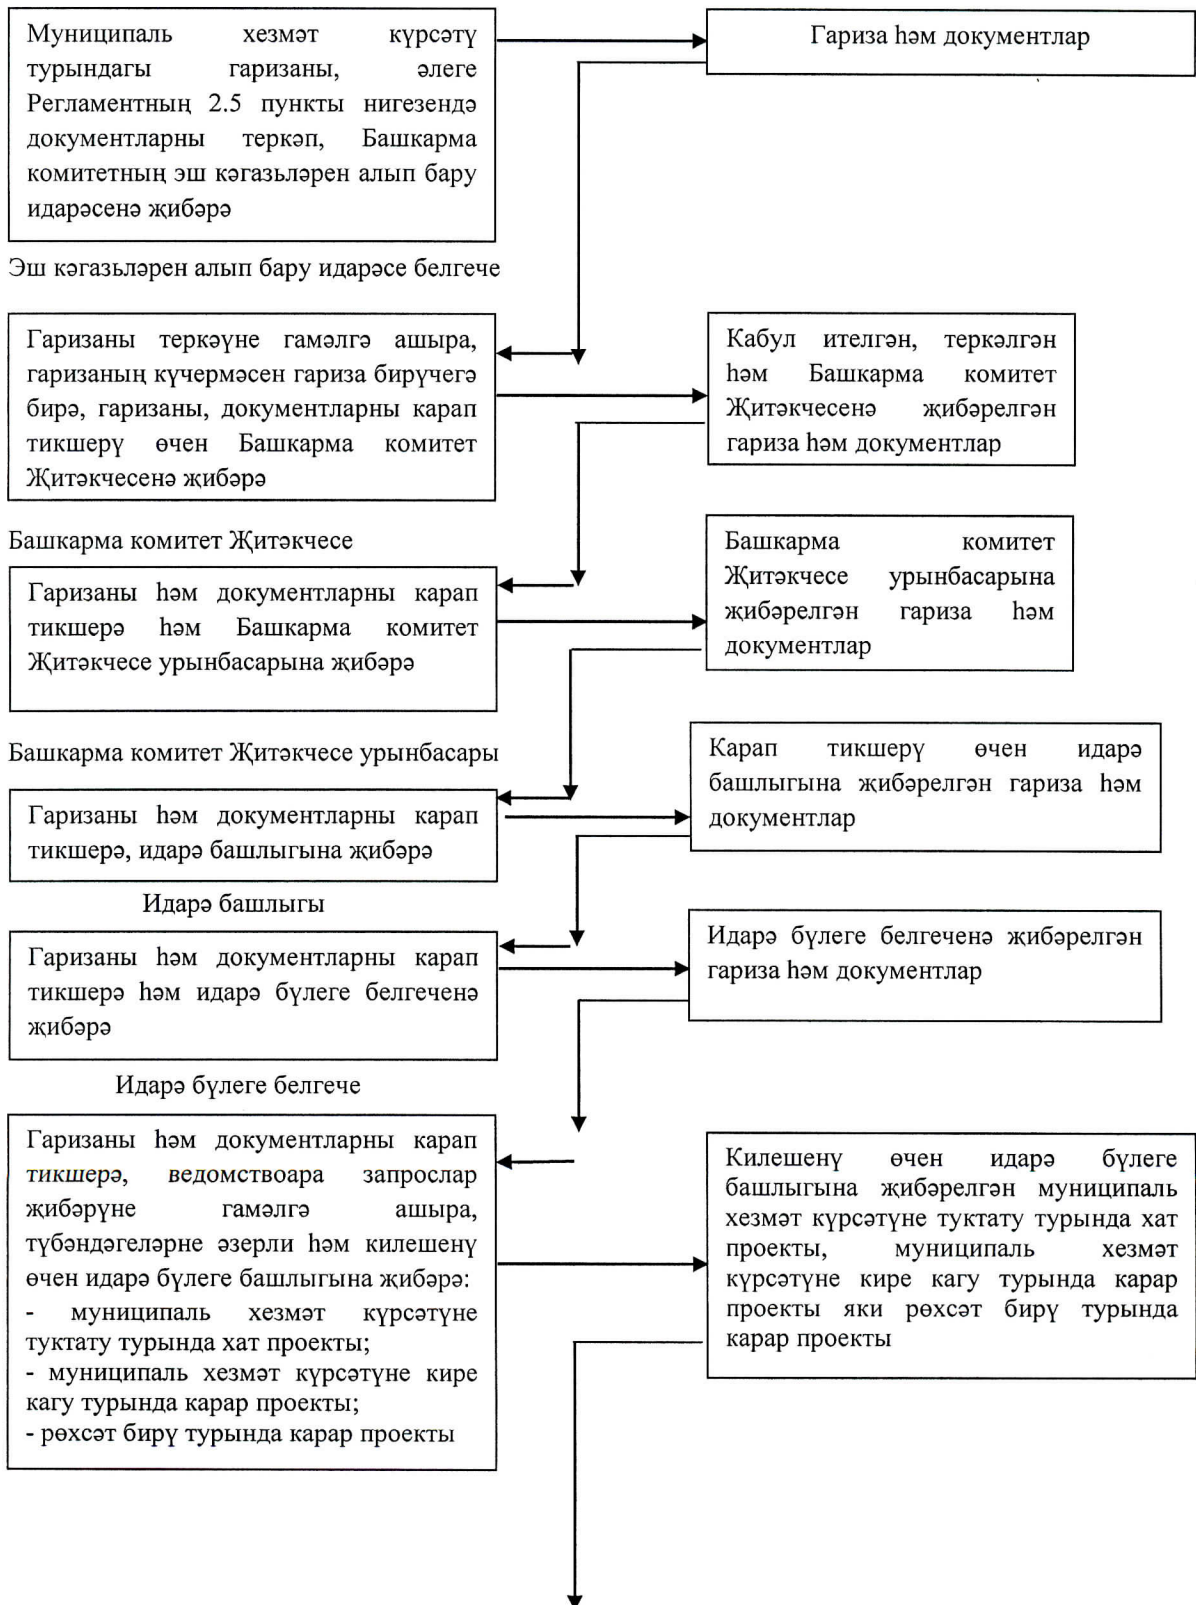 Муниципаль хезмәт күрсәтү
турындагы гаризаны, әлеге
Регламентның 2.5 пункты нигезендә
документларны теркәп, Башкарма
комитетның эш кәгазьләрен алып бару
идарәсенә җибәрә
Гариза һәм документлар
Эш кәгазьләрен алып бару идарәсе белгече
Гаризаны теркәүне гамәлгә ашыра,
гаризаның күчермәсен гариза бирүчегә
бирә, гаризаны, документларны карап
тикшерү өчен Башкарма комитет
Җитәкчесенә җибәрә
Кабул ителгән, теркәлгән
һәм Башкарма комитет
Җитәкчесенә җибәрелгән
гариза һәм документлар
Башкарма комитет Җитәкчесе
Гаризаны һәм документларны карап
тикшерә һәм Башкарма комитет
Җитәкчесе урынбасарына җибәрә
Башкарма комитет
Җитәкчесе урынбасарына
җибәрелгән гариза һәм
документлар
Башкарма комитет Җитәкчесе урынбасары
Гаризаны һәм документларны карап
тикшерә, идарә башлыгына җибәрә
Карап тикшерү өчен идарә
башлыгына җибәрелгән гариза һәм
документлар
Идарә башлыгы
Гаризаны һәм документларны карап
тикшерә һәм идарә бүлеге белгеченә
җибәрә
Идарә бүлеге белгеченә җибәрелгән
гариза һәм документлар
Идарә бүлеге белгече
Гаризаны һәм документларны карап
тикшерә, ведомствоара запрослар
җибәрүне гамәлгә ашыра,
түбәндәгеләрне әзерли һәм килешенү
өчен идарә бүлеге башлыгына җибәрә:
- муниципаль хезмәт күрсәтүне
туктату турында хат проекты;
- муниципаль хезмәт күрсәтүне кире
кагу турында карар проекты;
- рөхсәт бирү турында карар проекты
Килешенү өчен идарә бүлеге
башлыгына җибәрелгән муниципаль
хезмәт күрсәтүне туктату турында хат
проекты, муниципаль хезмәт
күрсәтүне кире кагу турында карар
проекты яки рөхсәт бирү турында
карар проекты